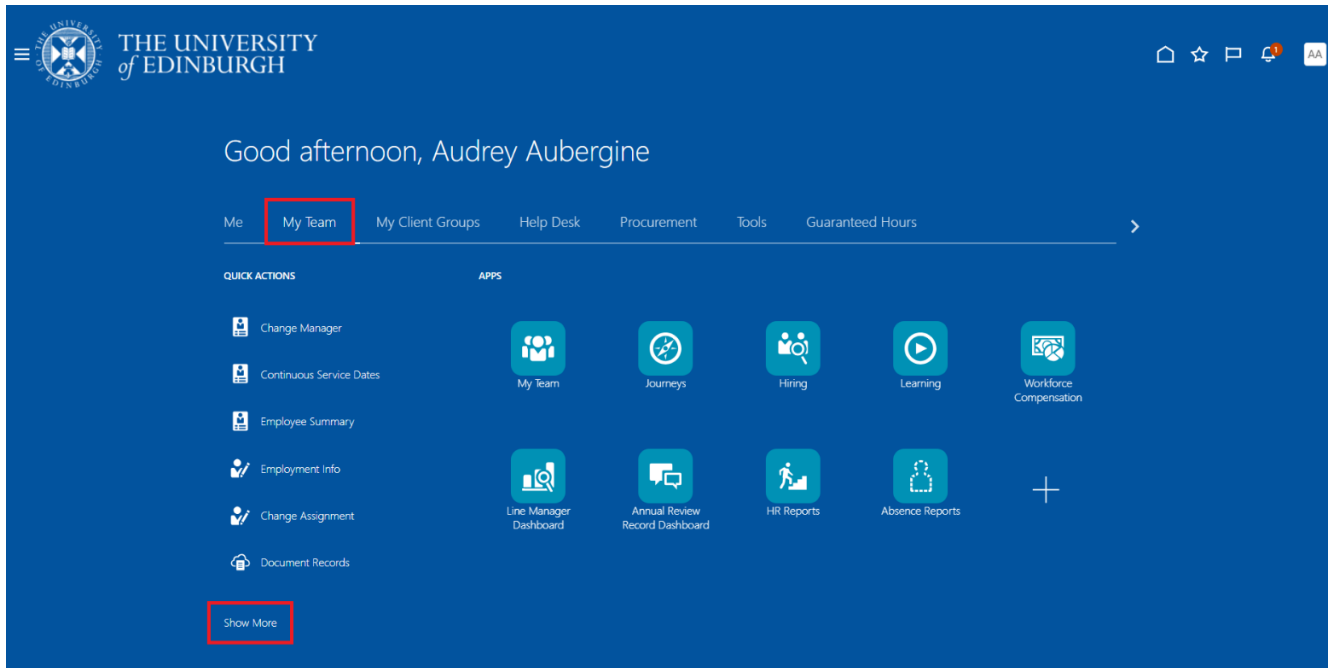 THE UNIVERSITY
of EDINBURGH
1
AA
Good afternoon, Audrey Aubergine
Me My Team My Client Groups Help Desk Procurement Tools Guaranteed Hours
QUICK ACTIONS
Change Manager
Continuous Service Dates
Employee Summary
Employment Info
Change Assignment
Document Records
Show More
APPS
My Team
Journeys
Hiring
Learning
Workforce
Compensation
Line Manager
Dashboard
Annual Review
Record Dashboard
HR Reports
Absence Reports